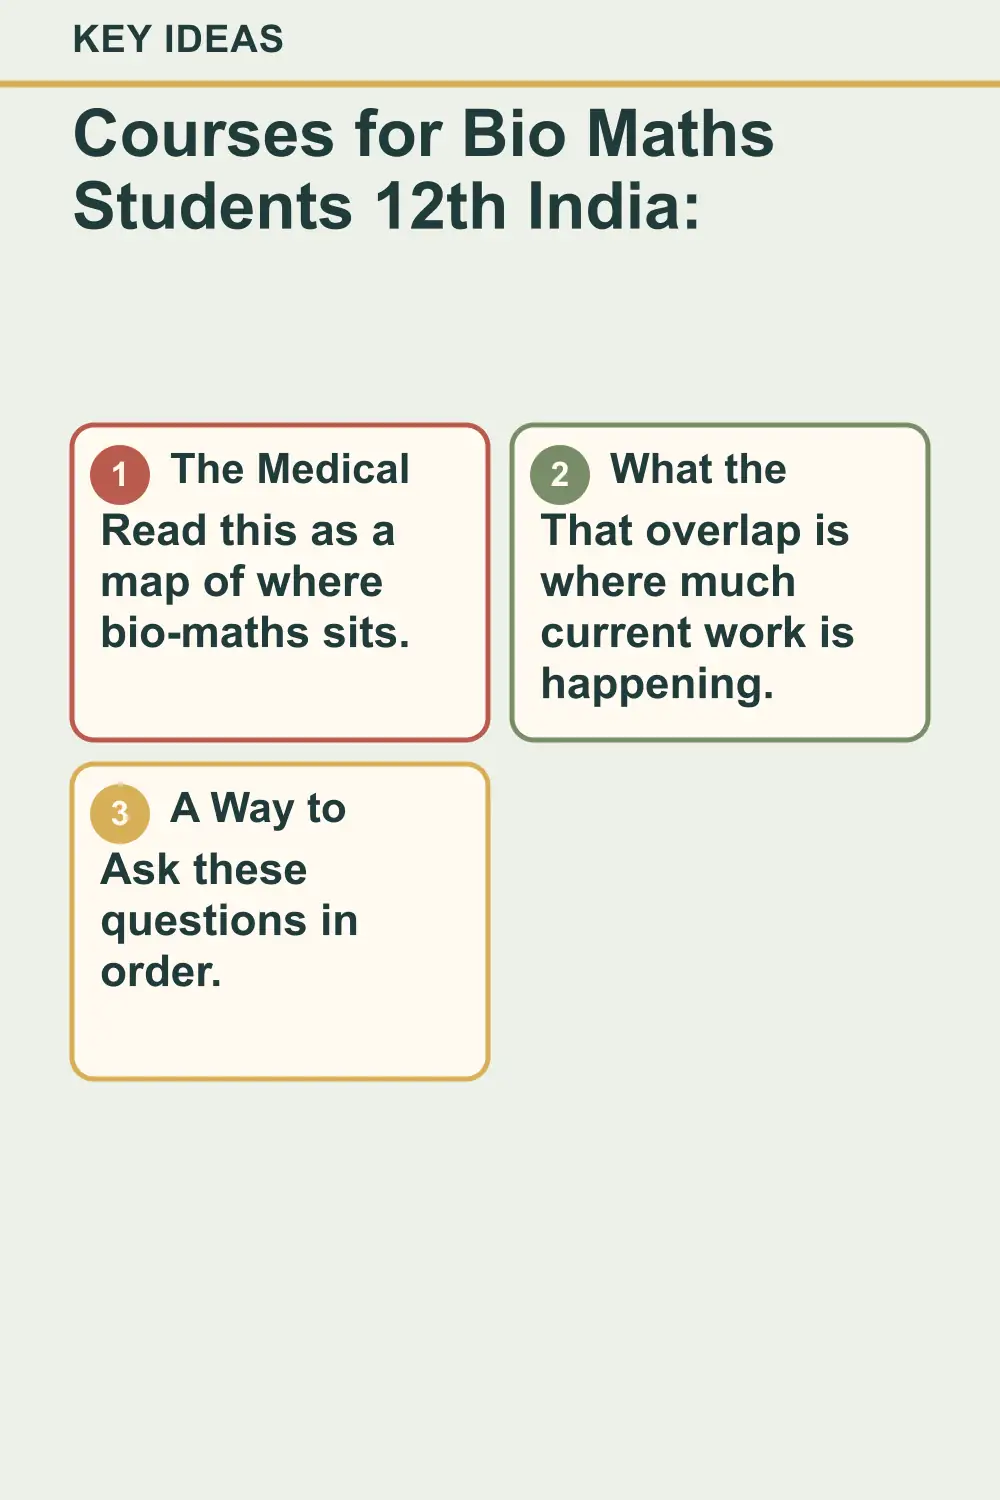 KEY IDEAS
Courses for Bio Maths
Students 12th India:
1 The Medical
Read this as a
map of where
bio-maths sits.
2 What the
That overlap is
where much
current work is
happening.
3 A Way to
Ask these
questions in
order.